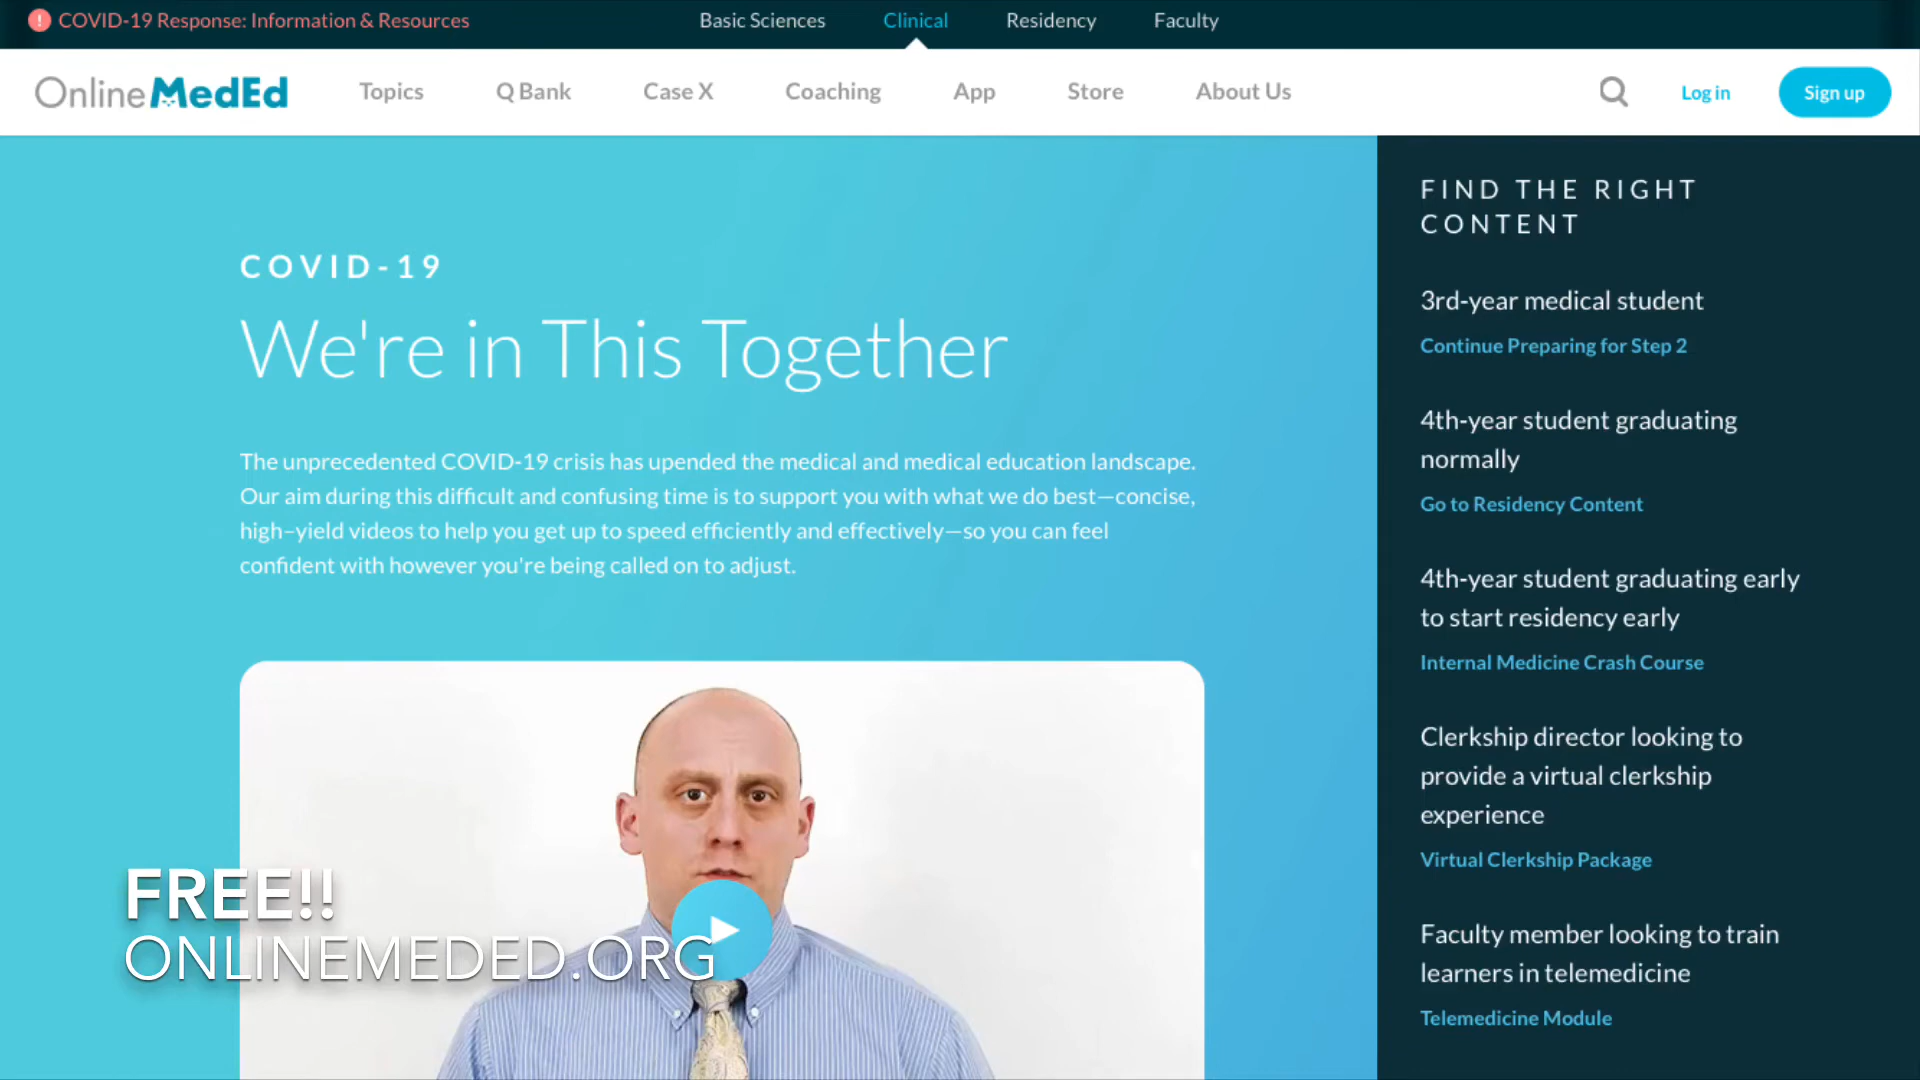 COVID-19 Response: Information & Resources
Basic Sciences
Clinical
Residency
Faculty
OnlineMedEd
Topics
Q Bank
Case X
Coaching
App
Store
About Us
Log in
Sign up
COVID-19
We're in This Together
The unprecedented COVID-19 crisis has upended the medical and medical education landscape.
Our aim during this difficult and confusing time is to support you with what we do best—concise,
high-yield videos to help you get up to speed efficiently and effectively—so you can feel
confident with however you're being called on to adjust.
FREE!!
ONLINEMEDED.ORG
FIND THE RIGHT
CONTENT
3rd-year medical student
Continue Preparing for Step 2
4th-year student graduating
normally
Go to Residency Content
4th-year student graduating early
to start residency early
Internal Medicine Crash Course
Clerkship director looking to
provide a virtual clerkship
experience
Virtual Clerkship Package
Faculty member looking to train
learners in telemedicine
Telemedicine Module